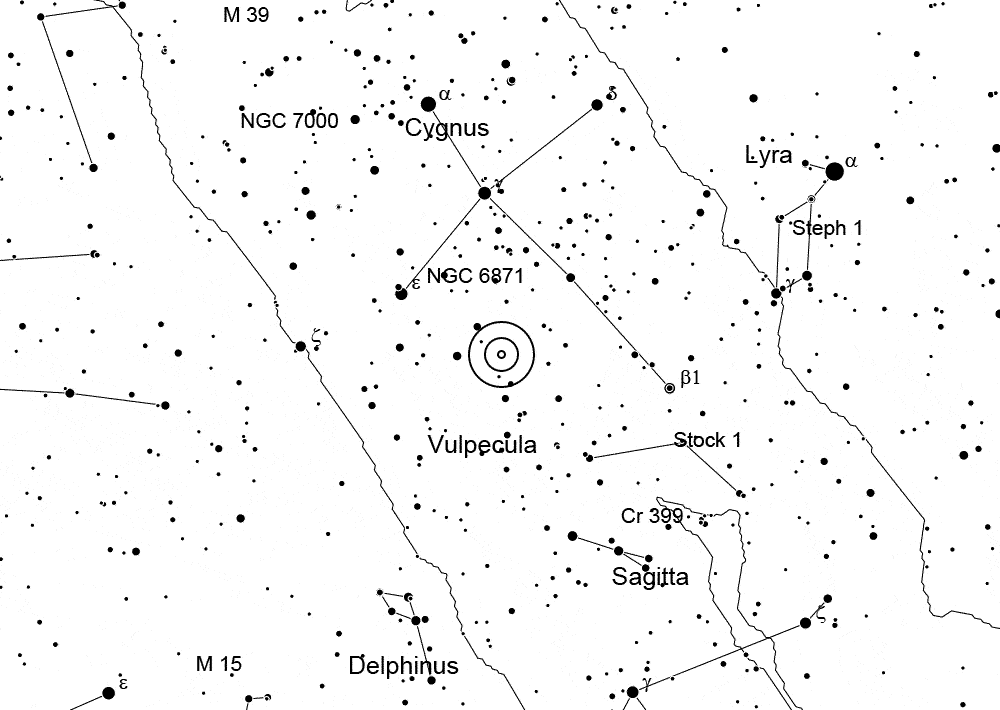 M 39
α
δ
NGC 7000
Cygnus
Lyra
α
γ
Steph 1
ε
NGC 6871
γ
ζ
β1
Vulpecula
Stock 1
Cr 399
Sagitta
ζ
M 15
Delphinus
ε
γ